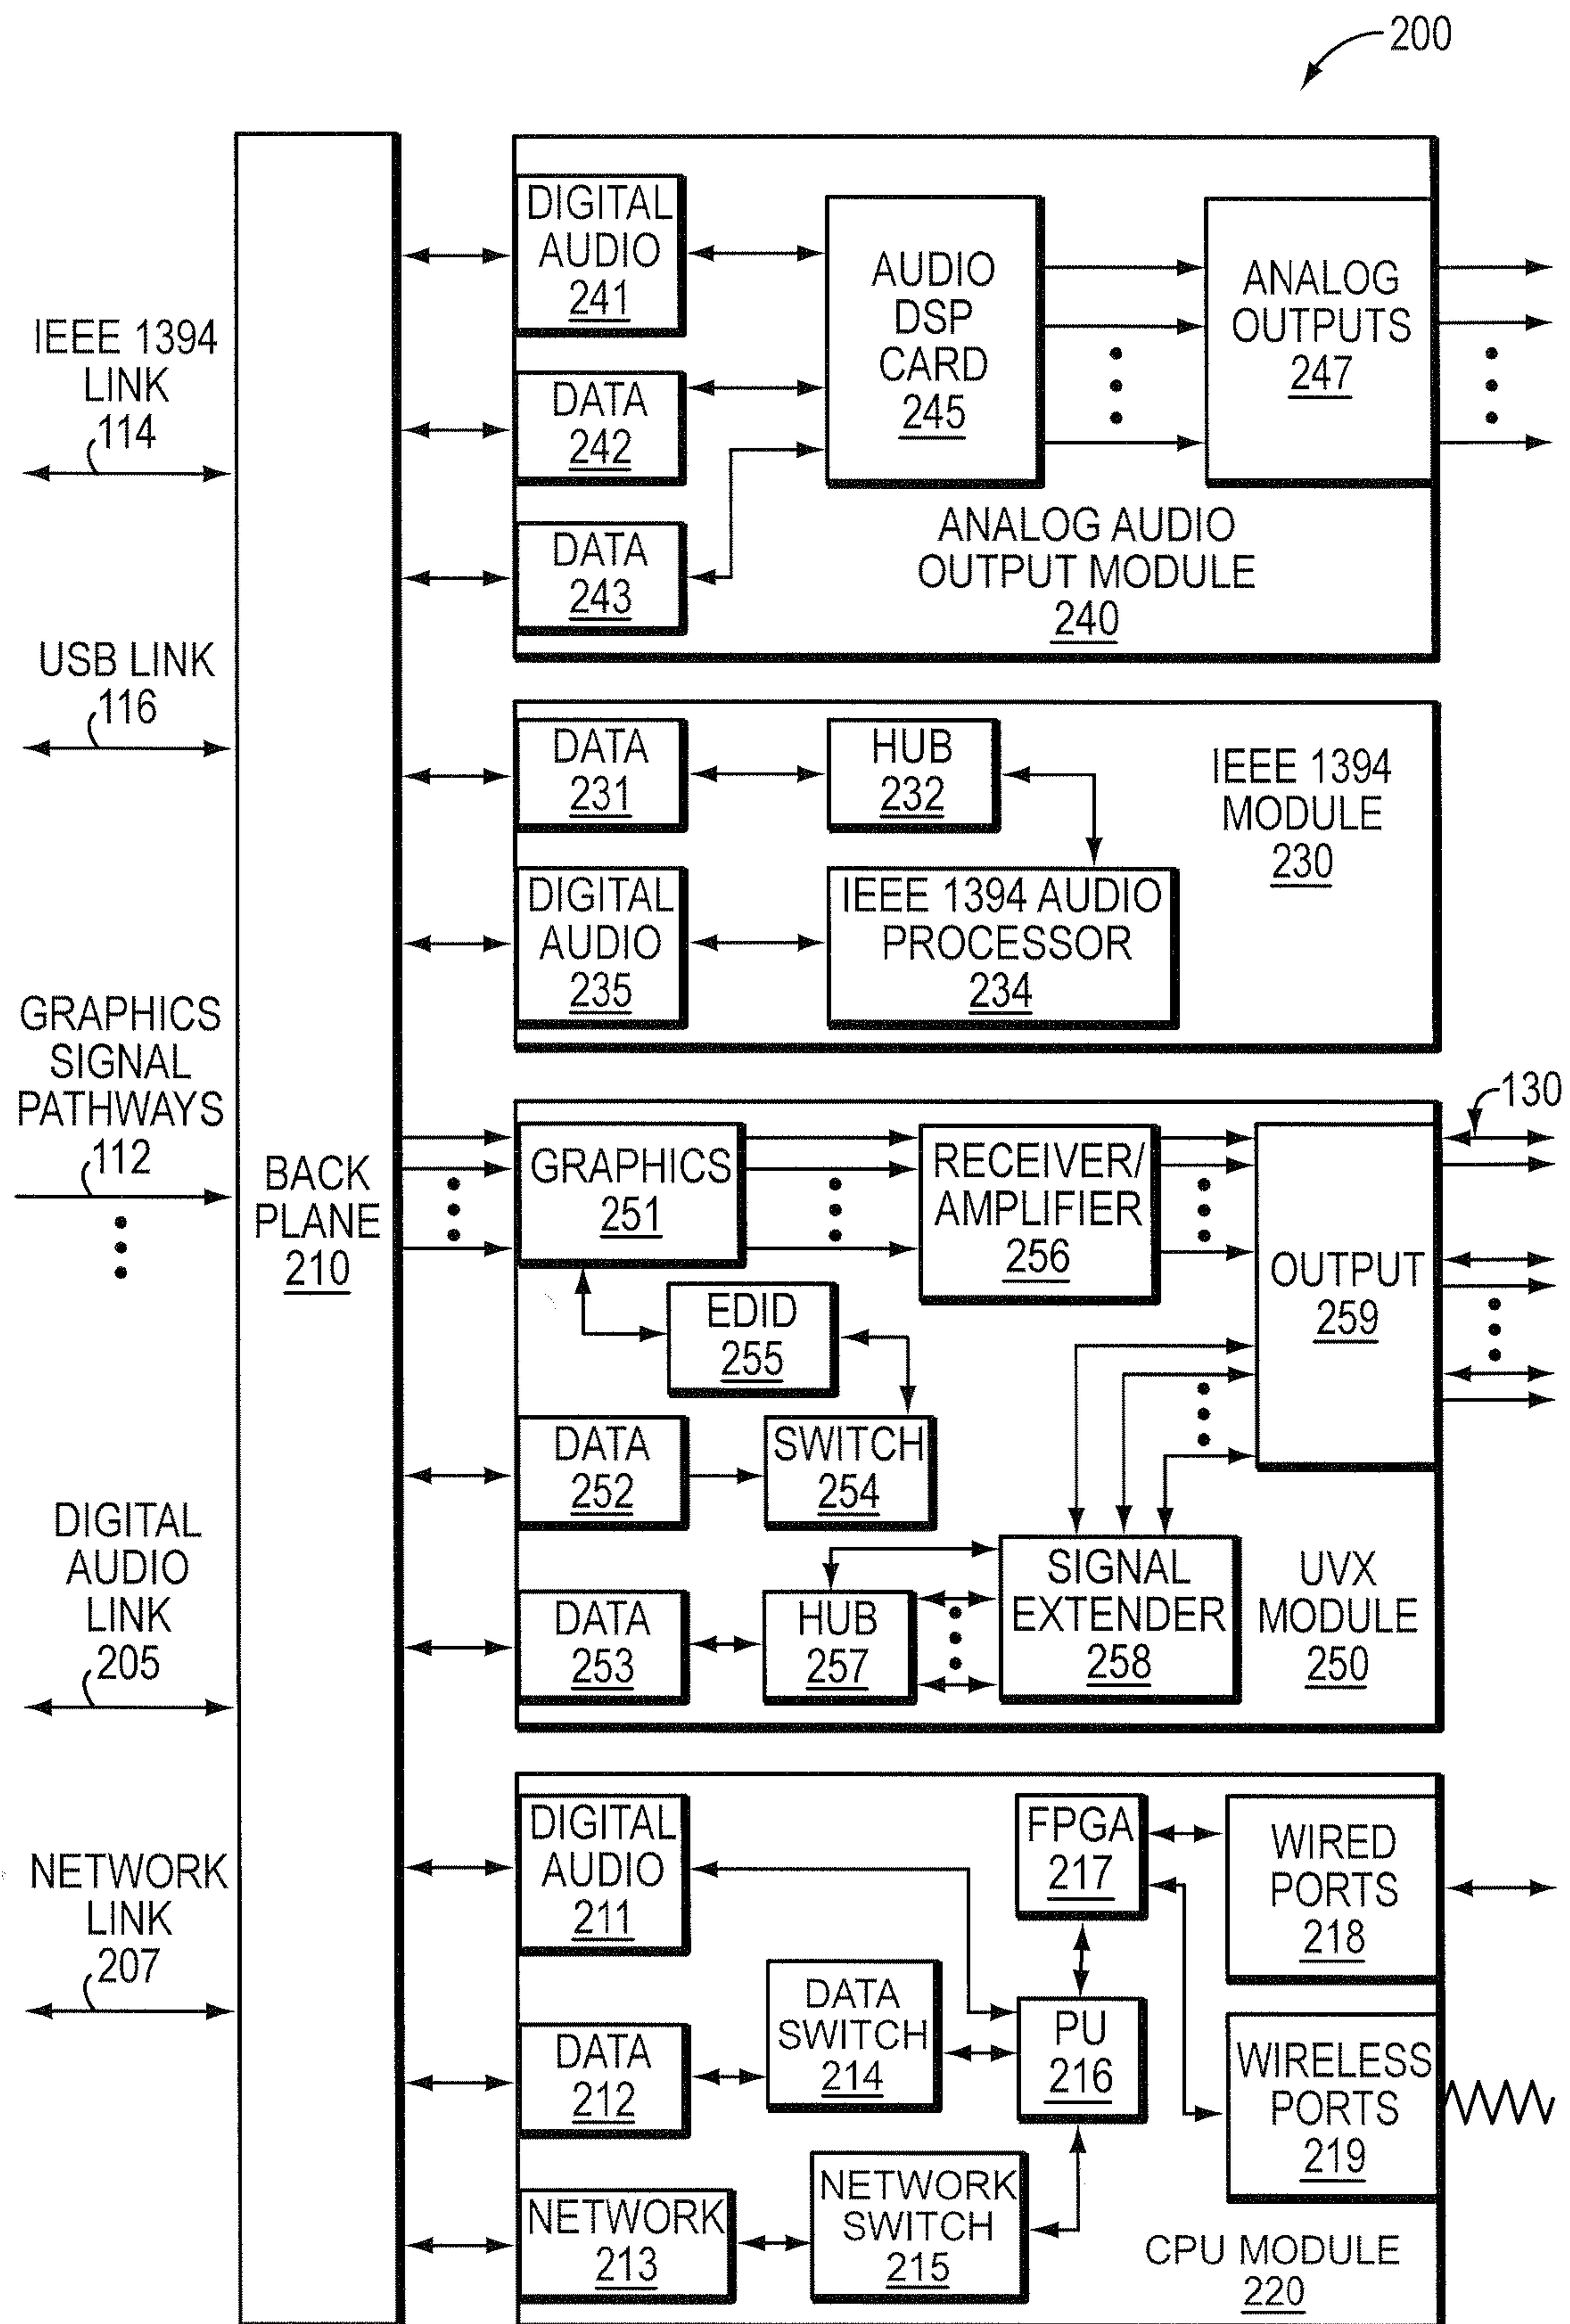 200
IEEE 1394
LINK
114
USB LINK
116
GRAPHICS
SIGNAL
PATHWAYS
112
DIGITAL
AUDIO
LINK
205
NETWORK
LINK
207
BACK
PLANE
210
DIGITAL
AUDIO
241
DATA
242
DATA
243
AUDIO
DSP
CARD
245
ANALOG
OUTPUTS
247
ANALOG AUDIO
OUTPUT MODULE
240
DATA
231
HUB
232
IEEE 1394
MODULE
230
DIGITAL
AUDIO
235
IEEE 1394 AUDIO
PROCESSOR
234
130
GRAPHICS
251
RECEIVER/
AMPLIFIER
256
OUTPUT
259
EDID
255
DATA
252
SWITCH
254
DATA
253
HUB
257
SIGNAL
EXTENDER
258
UVX
MODULE
250
DIGITAL
AUDIO
211
FPGA
217
WIRED
PORTS
218
DATA
212
DATA
SWITCH
214
PU
216
WIRELESS
PORTS
219
NETWORK
213
NETWORK
SWITCH
215
CPU MODULE
220